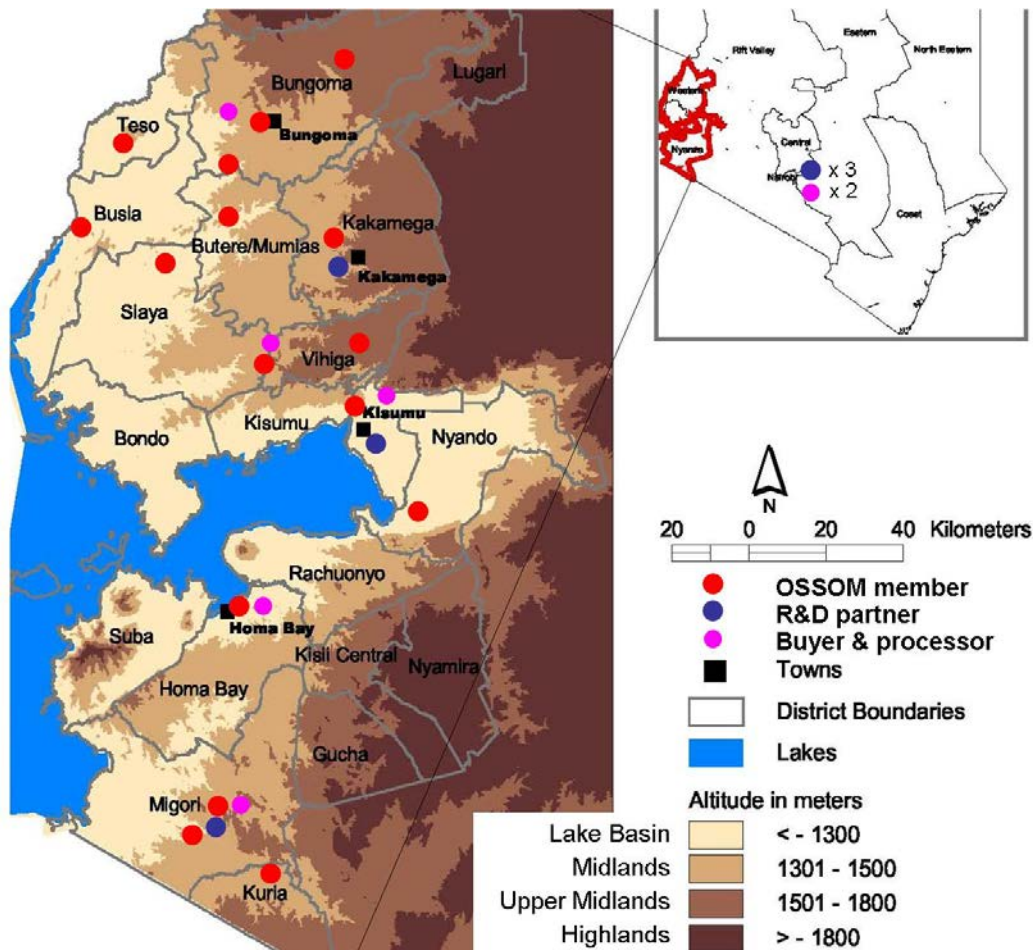 Bungoma
Lugari
Teso
Bungoma
Busia
Kakamega
Butere/Mumias
Kakamega
Siaya
Vihiga
Kisumu
Kisumu
Bondo
Nyando
Rachuonyo
Suba
Homa Bay
Kisii Central
Nyamira
Homa Bay
Gucha
Migori
Kuria
Eastern
Rift Valley
North Eastern
Western
Central
Nyanza
Nairobi
x 3
x 2
Coast
N
20 0 20 40 Kilometers
OSSOM member
R&D partner
Buyer & processor
Towns
District Boundaries
Lakes
Altitude in meters
Lake Basin < - 1300
Midlands 1301 - 1500
Upper Midlands 1501 - 1800
Highlands > - 1800